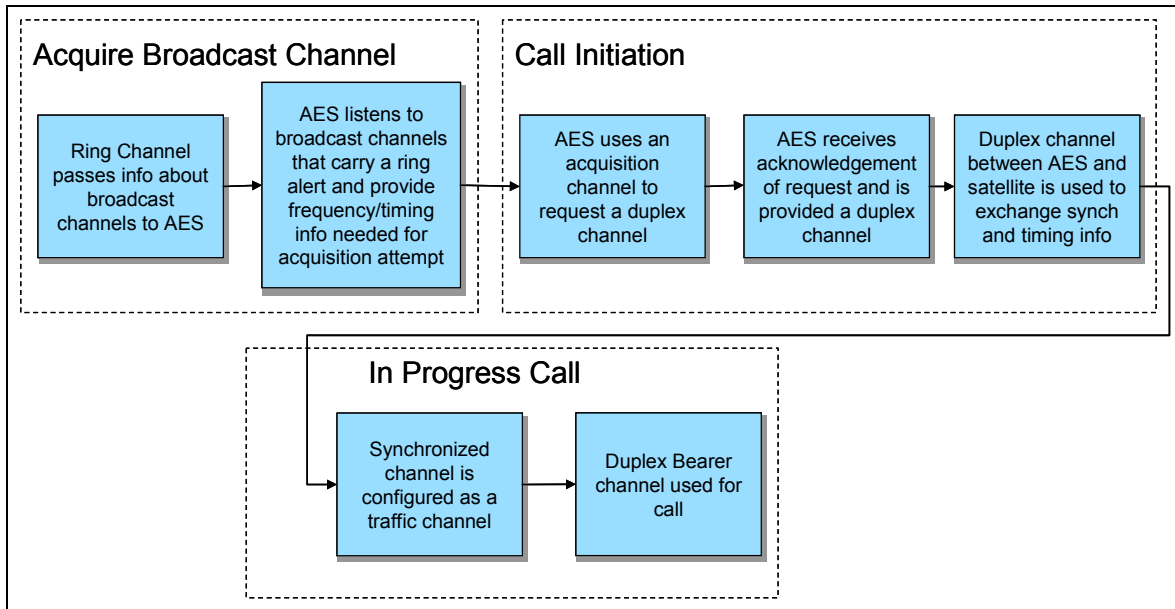 Acquire Broadcast Channel
Ring Channel
passes info about
broadcast
channels to AES
AES listens to
broadcast channels
that carry a ring
alert and provide
frequency/timing
info needed for
acquisition attempt
Call Initiation
AES uses an
acquisition
channel to
request a duplex
channel
AES receives
acknowledgement
of request and is
provided a duplex
channel
Duplex channel
between AES and
satellite is used to
exchange synch
and timing info
In Progress Call
Synchronized
channel is
configured as a
traffic channel
Duplex Bearer
channel used for
call